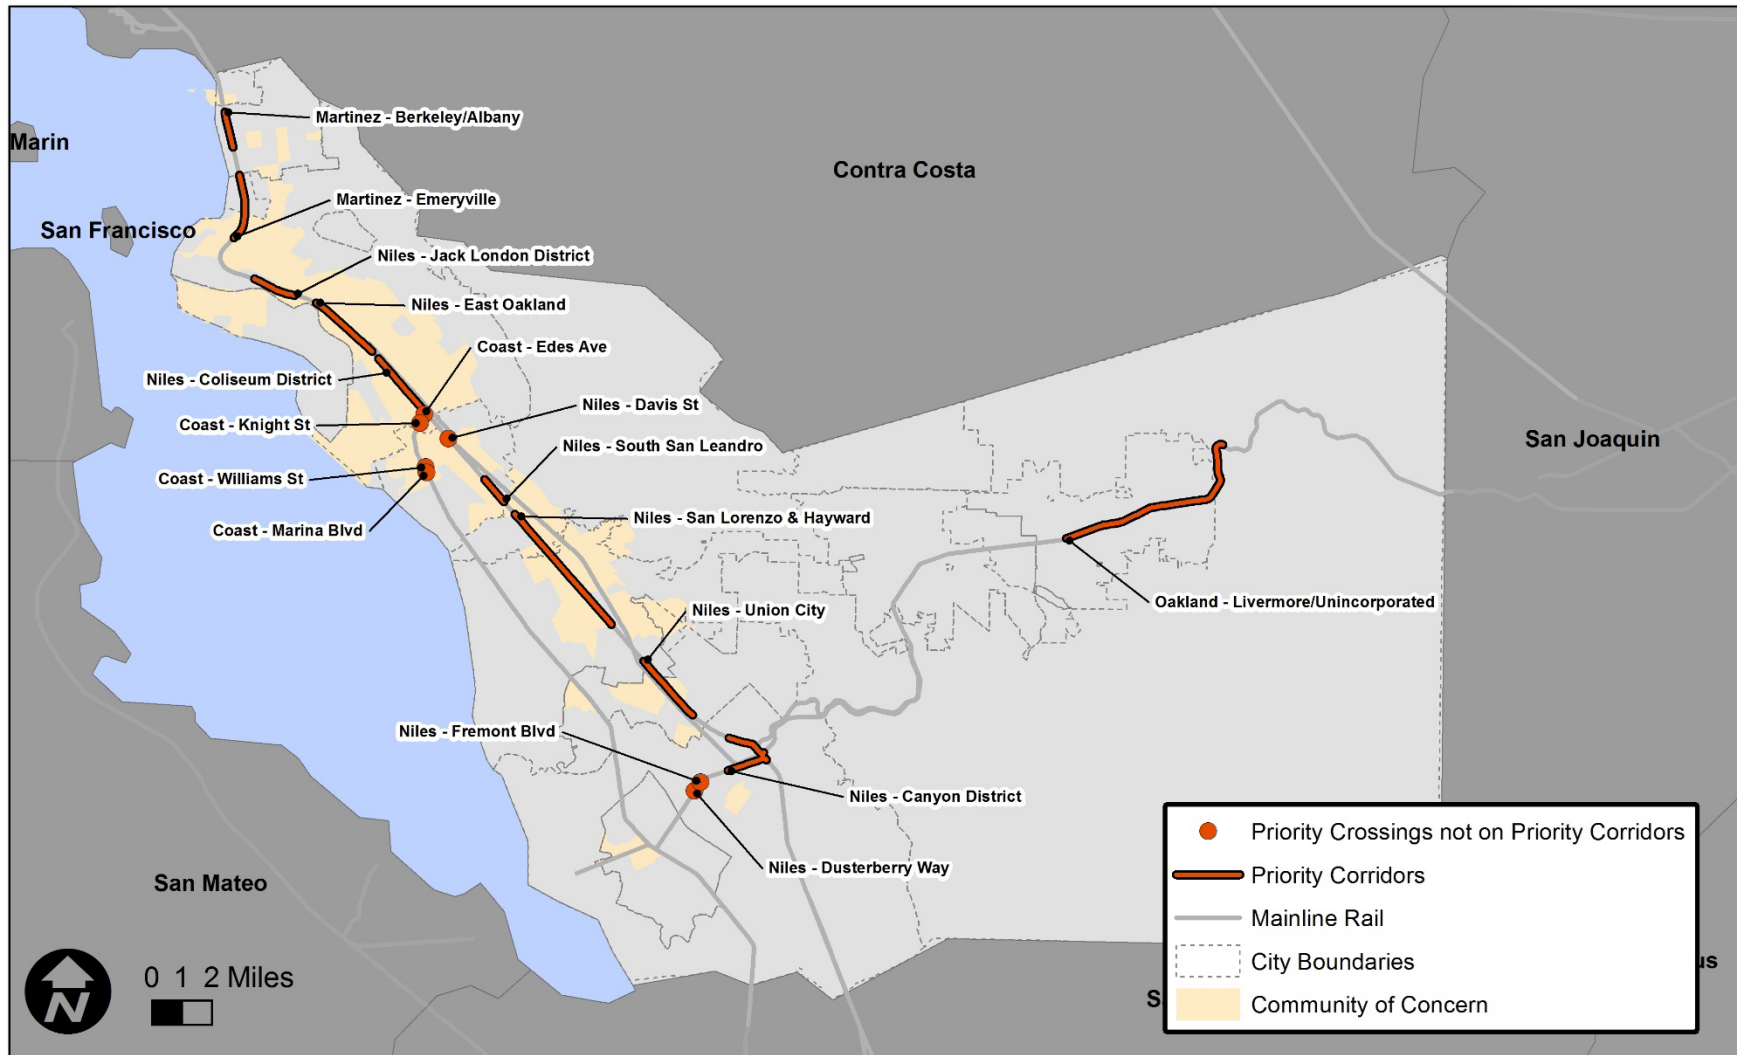 Martinez - Berkeley/Albany
Marin
Contra Costa
Martinez - Emeryville
San Francisco
Niles - Jack London District
Niles - East Oakland
Coast - Edes Ave
Niles - Coliseum District
Niles - Davis St
Coast - Knight St
San Joaquin
Niles - South San Leandro
Coast - Williams St
Niles - San Lorenzo & Hayward
Coast - Marina Blvd
Oakland - Livermore/Unincorporated
Niles - Union City
Niles - Fremont Blvd
Niles - Canyon District
Niles - Dusterberry Way
San Mateo
Priority Crossings not on Priority Corridors
Priority Corridors
Mainline Rail
City Boundaries
Community of Concern
N
0 1 2 Miles